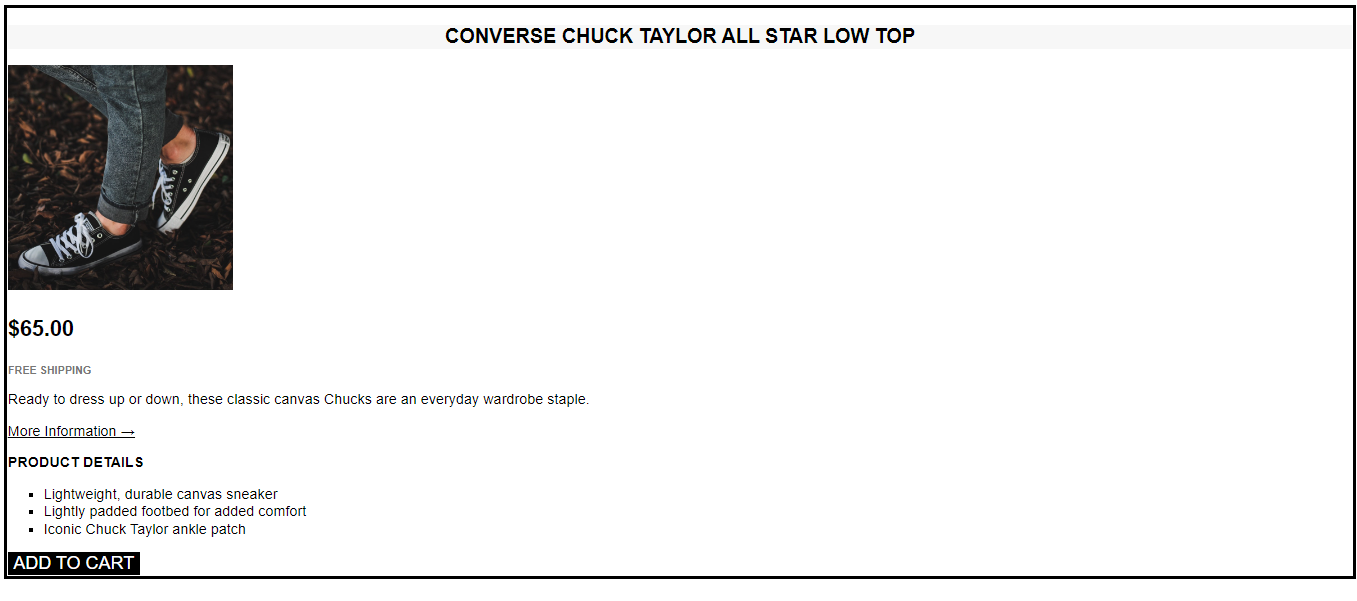 CONVERSE CHUCK TAYLOR ALL STAR LOW TOP
$65.00
FREE SHIPPING
Ready to dress up or down, these classic canvas Chucks are an everyday wardrobe staple.
More Information →
PRODUCT DETAILS
▪ Lightweight, durable canvas sneaker
▪ Lightly padded footbed for added comfort
▪ Iconic Chuck Taylor ankle patch
ADD TO CART